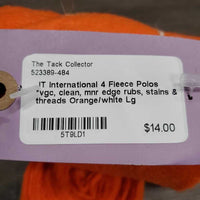 The Tack Collector
523389-484
JT International 4 Fleece Polos
*vgc, clean, mnr edge rubs, stains &
threads Orange/white Lg
$14.00
5T9LD1